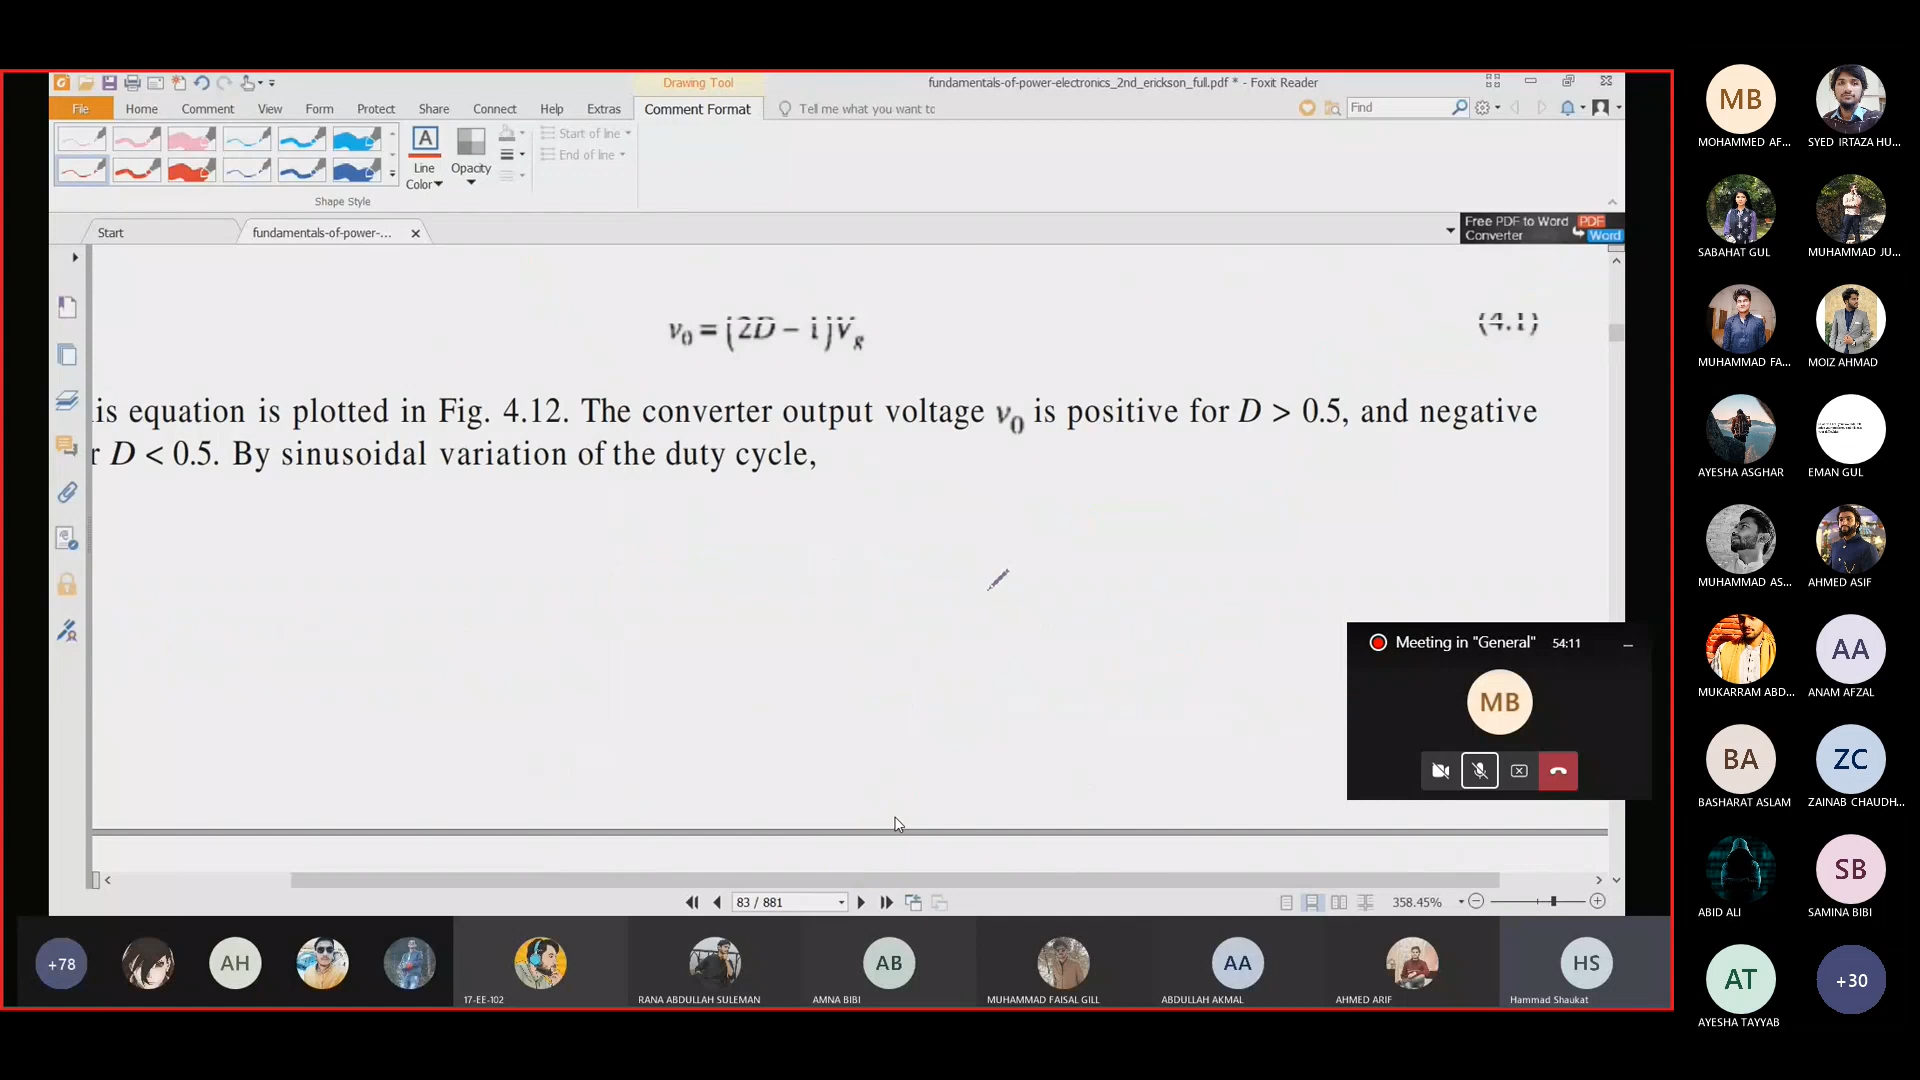 Drawing Tool
fundamentals-of-power-electronics_2nd_erickson_full.pdf * - Foxit Reader
File Home Comment View Form Protect Share Connect Help Extras Comment Format Tell me what you want to Find
Start of line
End of line
Line Color
Opacity
Shape Style
Start
fundamentals-of-power-...
Free PDF to Word Converter
PDF
Word
v0 = (2D − 1)Vg (4.1)
is equation is plotted in Fig. 4.12. The converter output voltage v0 is positive for D > 0.5, and negative
r D < 0.5. By sinusoidal variation of the duty cycle,
Meeting in "General" 54:11
MB
83 / 881
358.45%
+78
AH
17-EE-102
RANA ABDULLAH SULEMAN
AB
AMNA BIBI
MUHAMMAD FAISAL GILL
AA
ABDULLAH AKMAL
AHMED ARIF
HS
Hammad Shaukat
MB
MOHAMMED AF...
SYED IRTAZA HU...
SABAHAT GUL
MUHAMMAD JU...
MUHAMMAD FA...
MOIZ AHMAD
AYESHA ASGHAR
EMAN GUL
MUHAMMAD AS...
AHMED ASIF
MUKARRAM ABD...
AA
ANAM AFZAL
BA
BASHARAT ASLAM
ZC
ZAINAB CHAUDH...
ABID ALI
SB
SAMINA BIBI
AT
AYESHA TAYYAB
+30